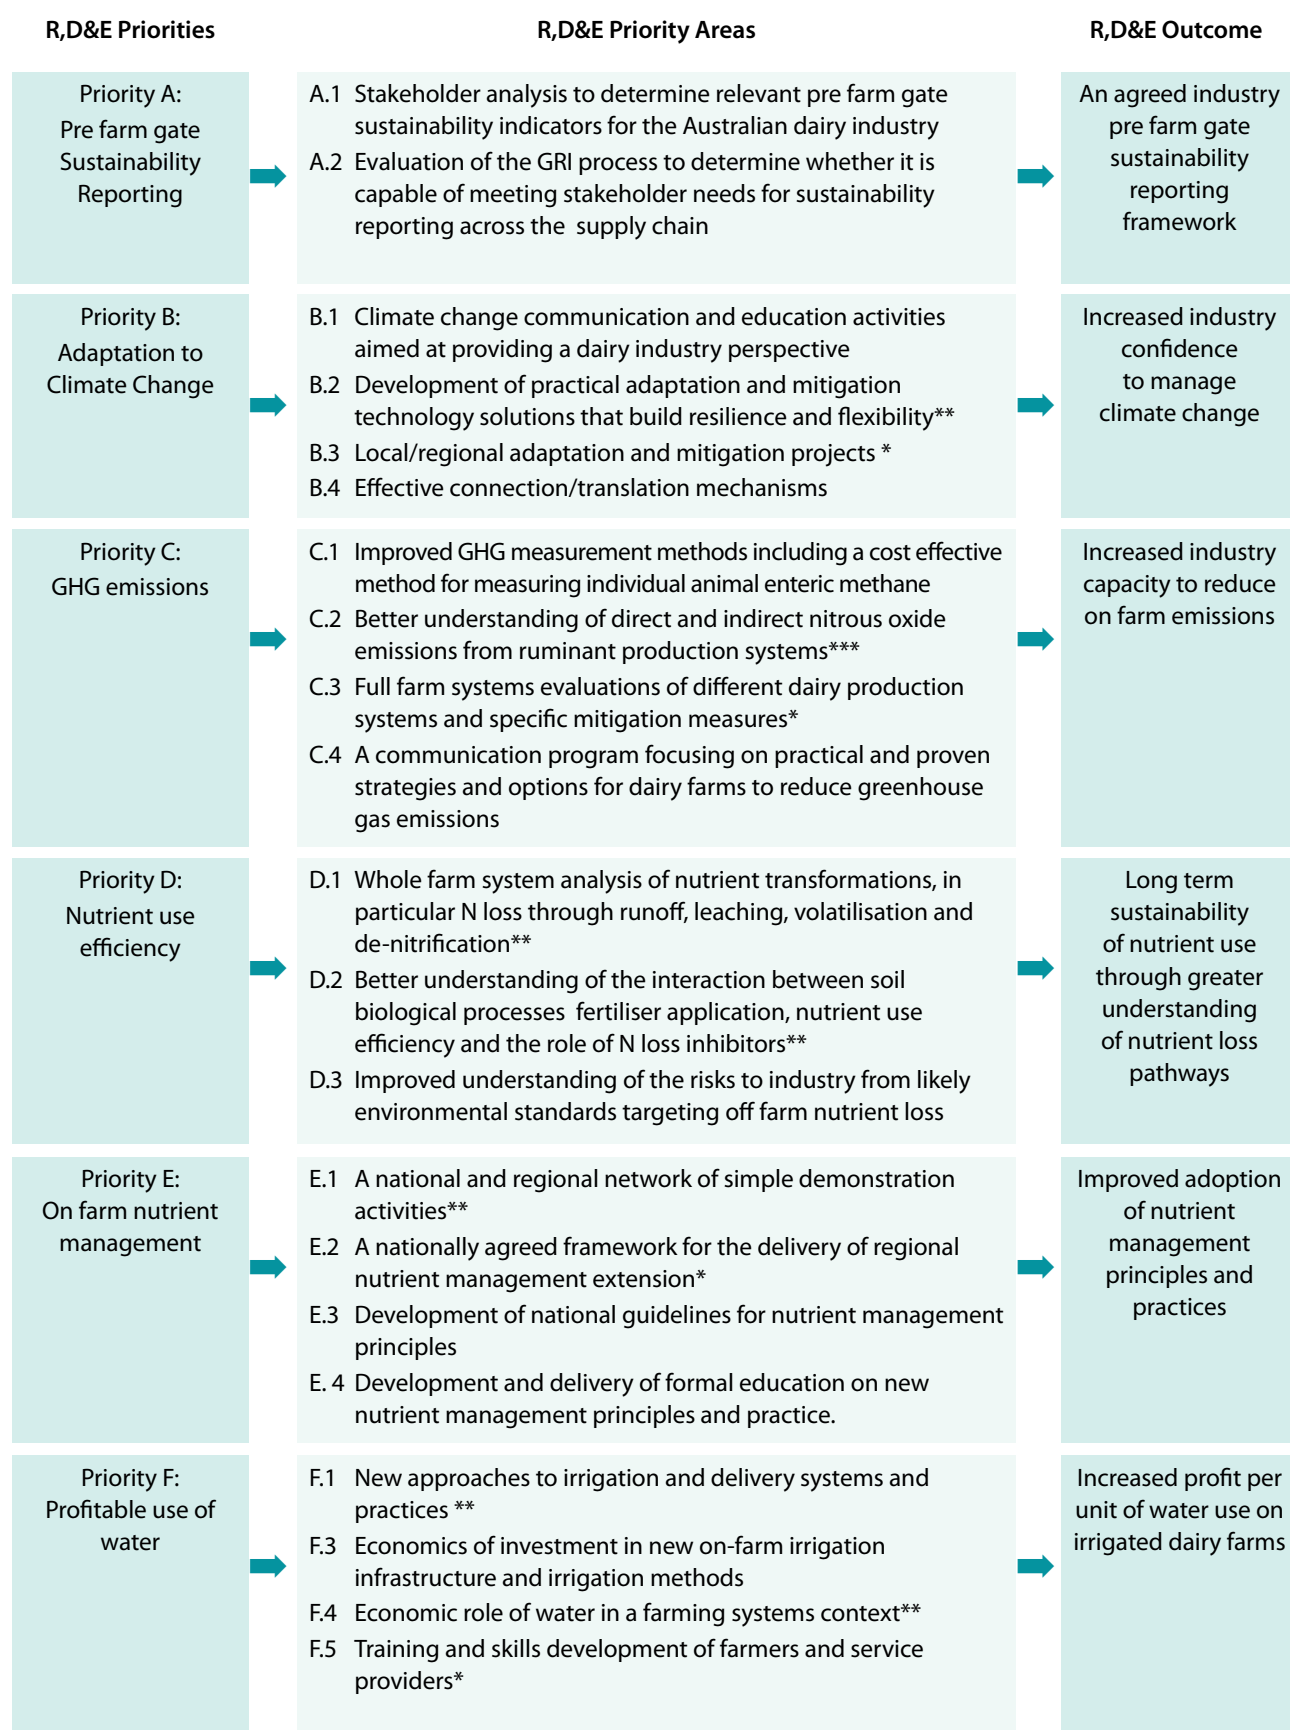 R,D&E Priorities
R,D&E Priority Areas
R,D&E Outcome
Priority A:
Pre farm gate
Sustainability
Reporting
A.1 Stakeholder analysis to determine relevant pre farm gate
sustainability indicators for the Australian dairy industry
A.2 Evaluation of the GRI process to determine whether it is
capable of meeting stakeholder needs for sustainability
reporting across the supply chain
An agreed industry
pre farm gate
sustainability
reporting
framework
Priority B:
Adaptation to
Climate Change
B.1 Climate change communication and education activities
aimed at providing a dairy industry perspective
B.2 Development of practical adaptation and mitigation
technology solutions that build resilience and flexibility**
B.3 Local/regional adaptation and mitigation projects *
B.4 Effective connection/translation mechanisms
Increased industry
confidence
to manage
climate change
Priority C:
GHG emissions
C.1 Improved GHG measurement methods including a cost effective
method for measuring individual animal enteric methane
C.2 Better understanding of direct and indirect nitrous oxide
emissions from ruminant production systems***
C.3 Full farm systems evaluations of different dairy production
systems and specific mitigation measures*
C.4 A communication program focusing on practical and proven
strategies and options for dairy farms to reduce greenhouse
gas emissions
Increased industry
capacity to reduce
on farm emissions
Priority D:
Nutrient use
efficiency
D.1 Whole farm system analysis of nutrient transformations, in
particular N loss through runoff, leaching, volatilisation and
de-nitrification**
D.2 Better understanding of the interaction between soil
biological processes fertiliser application, nutrient use
efficiency and the role of N loss inhibitors**
D.3 Improved understanding of the risks to industry from likely
environmental standards targeting off farm nutrient loss
Long term
sustainability
of nutrient use
through greater
understanding
of nutrient loss
pathways
Priority E:
On farm nutrient
management
E.1 A national and regional network of simple demonstration
activities**
E.2 A nationally agreed framework for the delivery of regional
nutrient management extension*
E.3 Development of national guidelines for nutrient management
principles
E. 4 Development and delivery of formal education on new
nutrient management principles and practice.
Improved adoption
of nutrient
management
principles and
practices
Priority F:
Profitable use of
water
F.1 New approaches to irrigation and delivery systems and
practices **
F.3 Economics of investment in new on-farm irrigation
infrastructure and irrigation methods
F.4 Economic role of water in a farming systems context**
F.5 Training and skills development of farmers and service
providers*
Increased profit per
unit of water use on
irrigated dairy farms